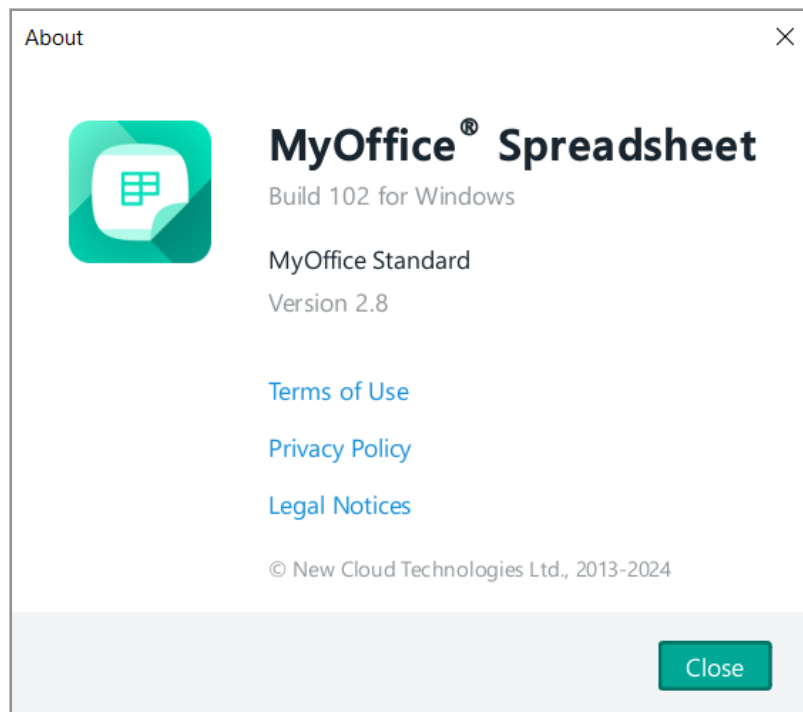 About
MyOffice® Spreadsheet
Build 102 for Windows
MyOffice Standard
Version 2.8
Terms of Use
Privacy Policy
Legal Notices
© New Cloud Technologies Ltd., 2013-2024
Close